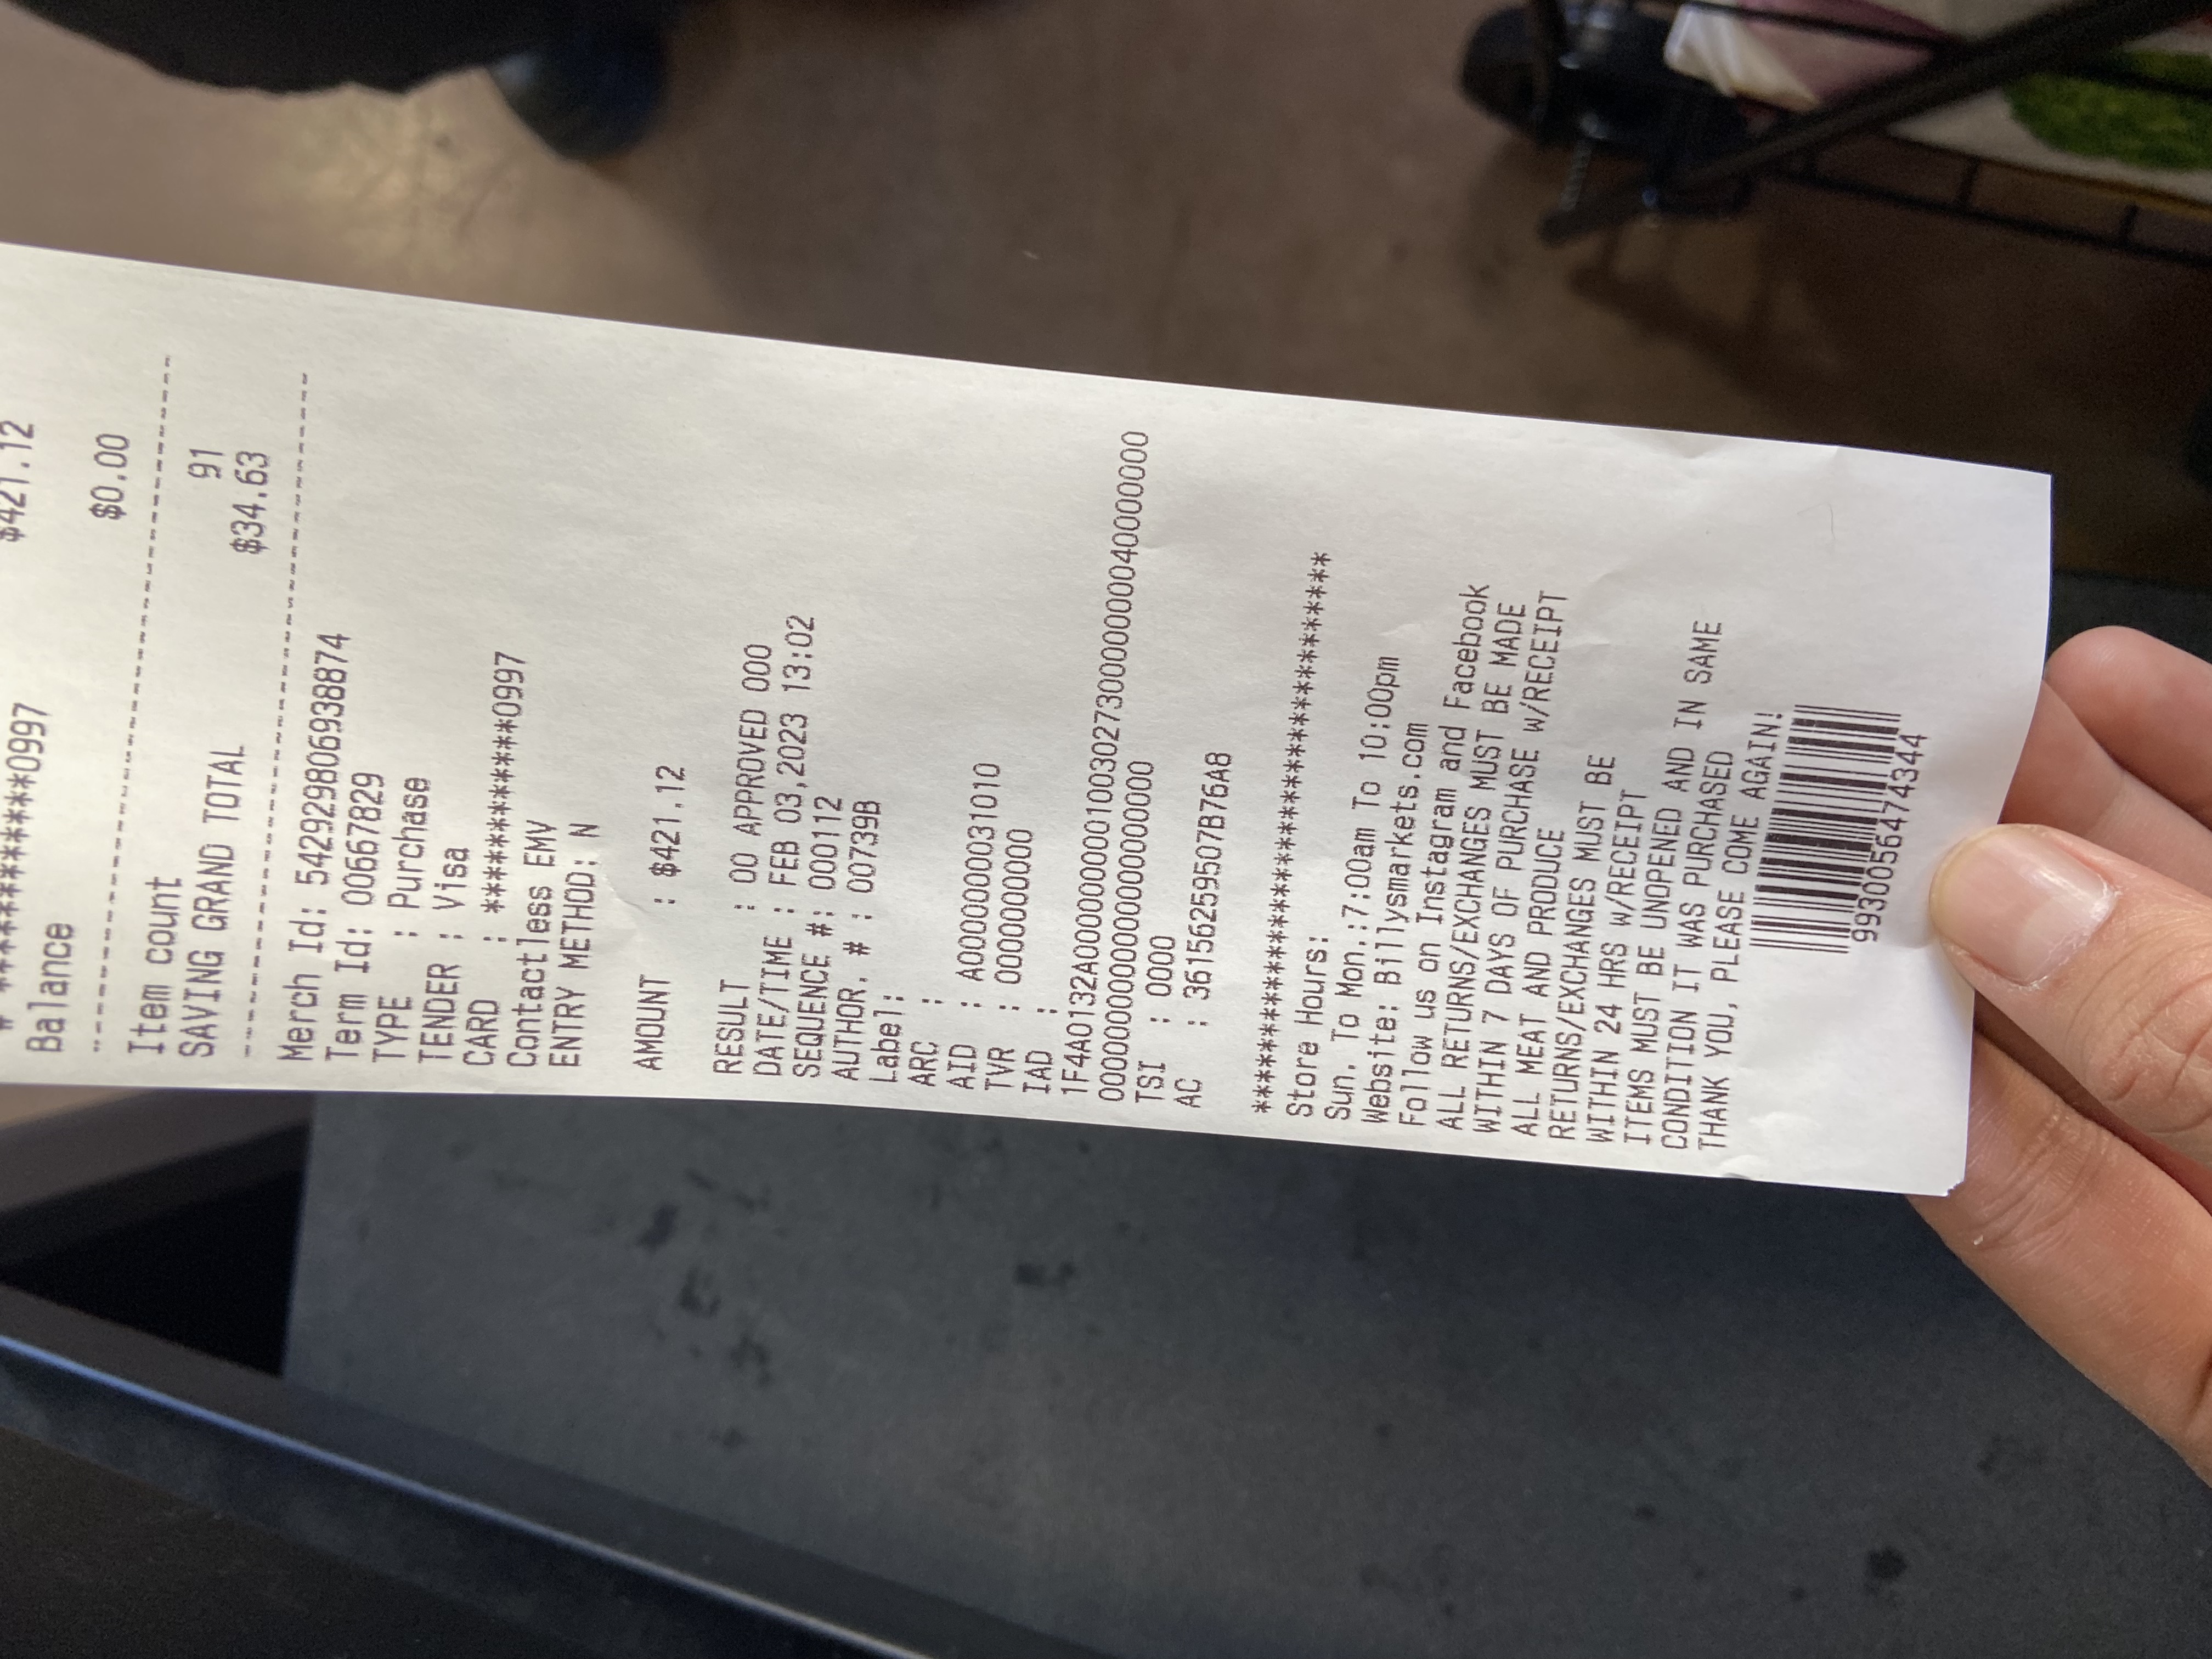 # ************0997 $421.12
Balance
$0.00
Item count 91
SAVING GRAND TOTAL $34.63
Merch Id: 542929806938874
Term Id: 00667829
TYPE : Purchase
TENDER : Visa
CARD : ************0997
Contactless EMV
ENTRY METHOD: N
AMOUNT : $421.12
RESULT : 00 APPROVED 000
DATE/TIME : FEB 03,2023 13:02
SEQUENCE #: 000112
AUTHOR. # : 00739B
Label:
ARC :
AID : A0000000031010
TVR : 0000000000
IAD :
1F4A0132A000000000100302730000000040000000
0000000000000000000000
TSI : 0000
AC : 36156259507B76A8
************************************
Store Hours:
Sun. To Mon.:7:00am To 10:00pm
Website: Billysmarkets.com
Follow us on Instagram and Facebook
ALL RETURNS/EXCHANGES MUST BE MADE
WITHIN 7 DAYS OF PURCHASE w/RECEIPT
ALL MEAT AND PRODUCE
RETURNS/EXCHANGES MUST BE
WITHIN 24 HRS w/RECEIPT
ITEMS MUST BE UNOPENED AND IN SAME
CONDITION IT WAS PURCHASED
THANK YOU, PLEASE COME AGAIN!
9930056474344